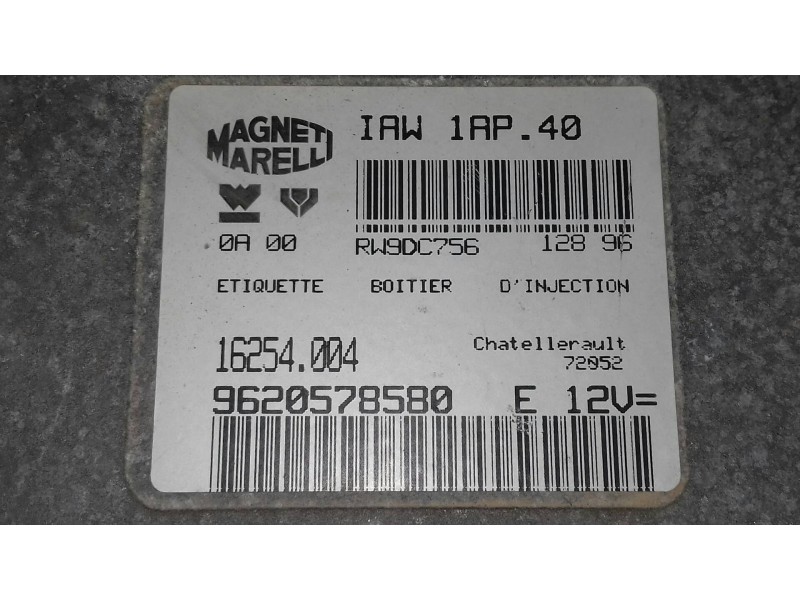 MAGNETI MARELLI
IAW 1AP.40
0A 00
RW9DC756 128 96
ETIQUETTE BOITIER D'INJECTION
16254.004
Chatellerault
72052
9620578580 E 12V=